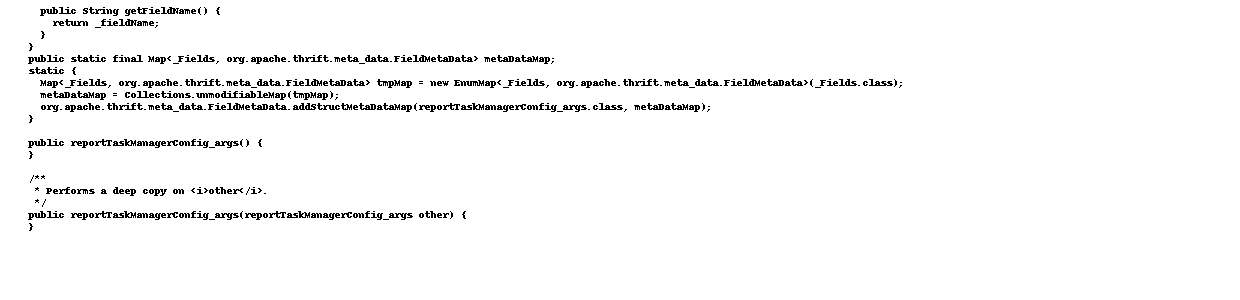 public String getFieldName() {
return _fieldName;
}
}
public static final Map<_Fields, org.apache.thrift.meta_data.FieldMetaData> metaDataMap;
static {
Map<_Fields, org.apache.thrift.meta_data.FieldMetaData> tmpMap = new EnumMap<_Fields, org.apache.thrift.meta_data.FieldMetaData>(_Fields.class);
metaDataMap = Collections.unmodifiableMap(tmpMap);
org.apache.thrift.meta_data.FieldMetaData.addStructMetaDataMap(reportTaskManagerConfig_args.class, metaDataMap);
}
public reportTaskManagerConfig_args() {
}
/**
* Performs a deep copy on <i>other</i>.
*/
public reportTaskManagerConfig_args(reportTaskManagerConfig_args other) {
}